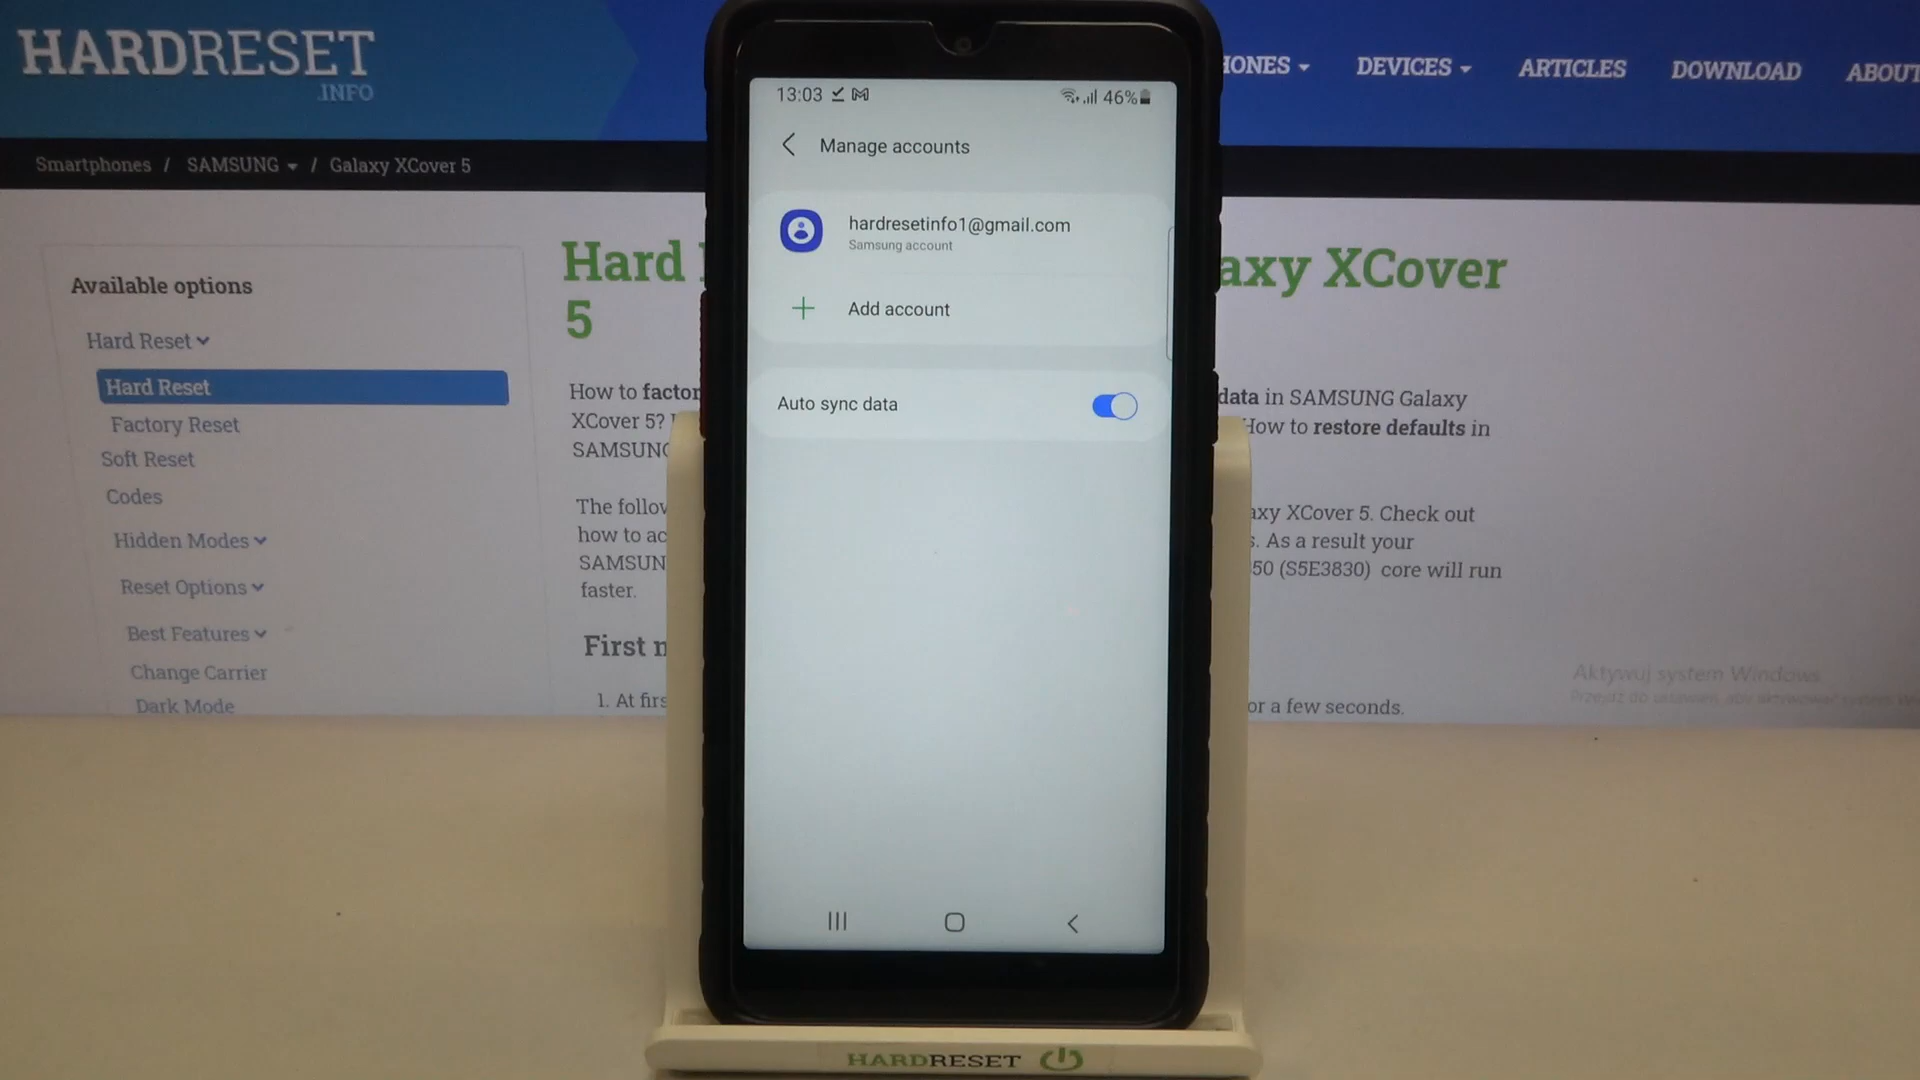 HARDRESET
.INFO
HONES
DEVICES
ARTICLES
DOWNLOAD
ABOUT
Smartphones / SAMSUNG / Galaxy XCover 5
Available options
Hard Reset
Hard Reset
Factory Reset
Soft Reset
Codes
Hidden Modes
Reset Options
Best Features
Change Carrier
Dark Mode
Hard
axy XCover
5
How to factor
data in SAMSUNG Galaxy
XCover 5?
How to restore defaults in
SAMSUNG
The follow
axy XCover 5. Check out
how to ac
s. As a result your
SAMSUN
50 (S5E3830) core will run
faster.
First
1. At firs
or a few seconds.
13:03
46%
Manage accounts
hardresetinfo1@gmail.com
Samsung account
Add account
Auto sync data
Aktywuj system Windows
HARDRESET